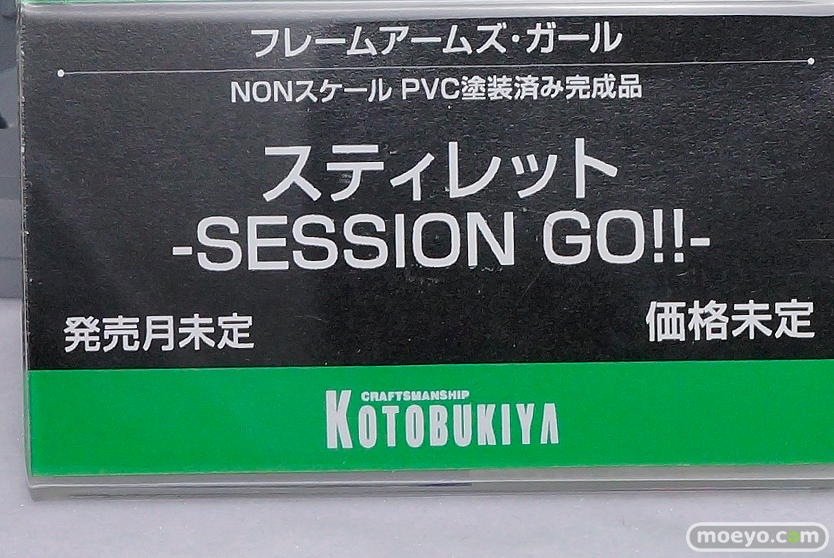 フレームアームズ・ガール
NONスケール PVC塗装済み完成品
スティレット
-SESSION GO!!-
発売月未定
価格未定
CRAFTSMANSHIP
KOTOBUKIYA
moeyo.com